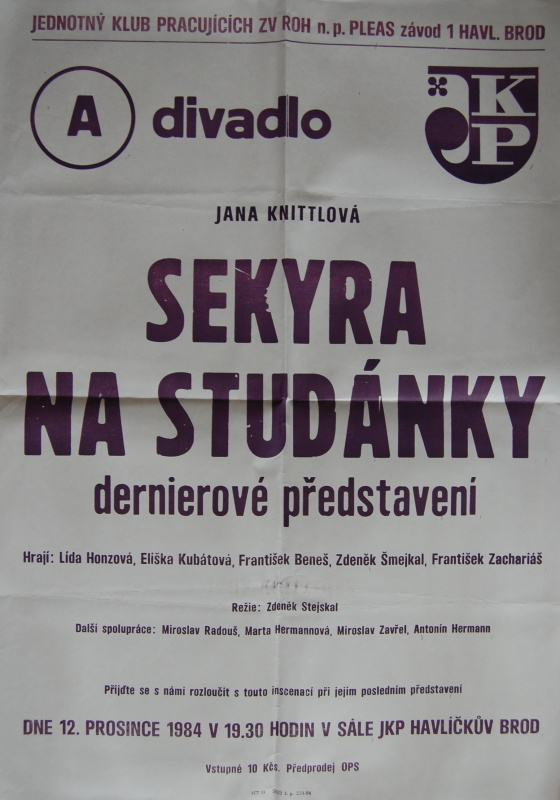 JEDNOTNÝ KLUB PRACUJÍCÍCH ZV ROH n.p. PLEAS závod 1 HAVL. BROD
A divadlo JKP
JANA KNITTLOVÁ
SEKYRA
NA STUDÁNKY
dernierové představení
Hrají: Lída Honzová, Eliška Kubátová, František Beneš, Zdeněk Šmejkal, František Zachariáš
Režie: Zdeněk Stejskal
Další spolupráce: Miroslav Radouš, Marta Hermannová, Miroslav Zavřel, Antonín Hermann
Přijďte se s námi rozloučit s touto inscenací při jejím posledním představení
DNE 12. PROSINCE 1984 V 19.30 HODIN V SÁLE JKP HAVLÍČKŮV BROD
Vstupné 10 Kčs. Předprodej OPS